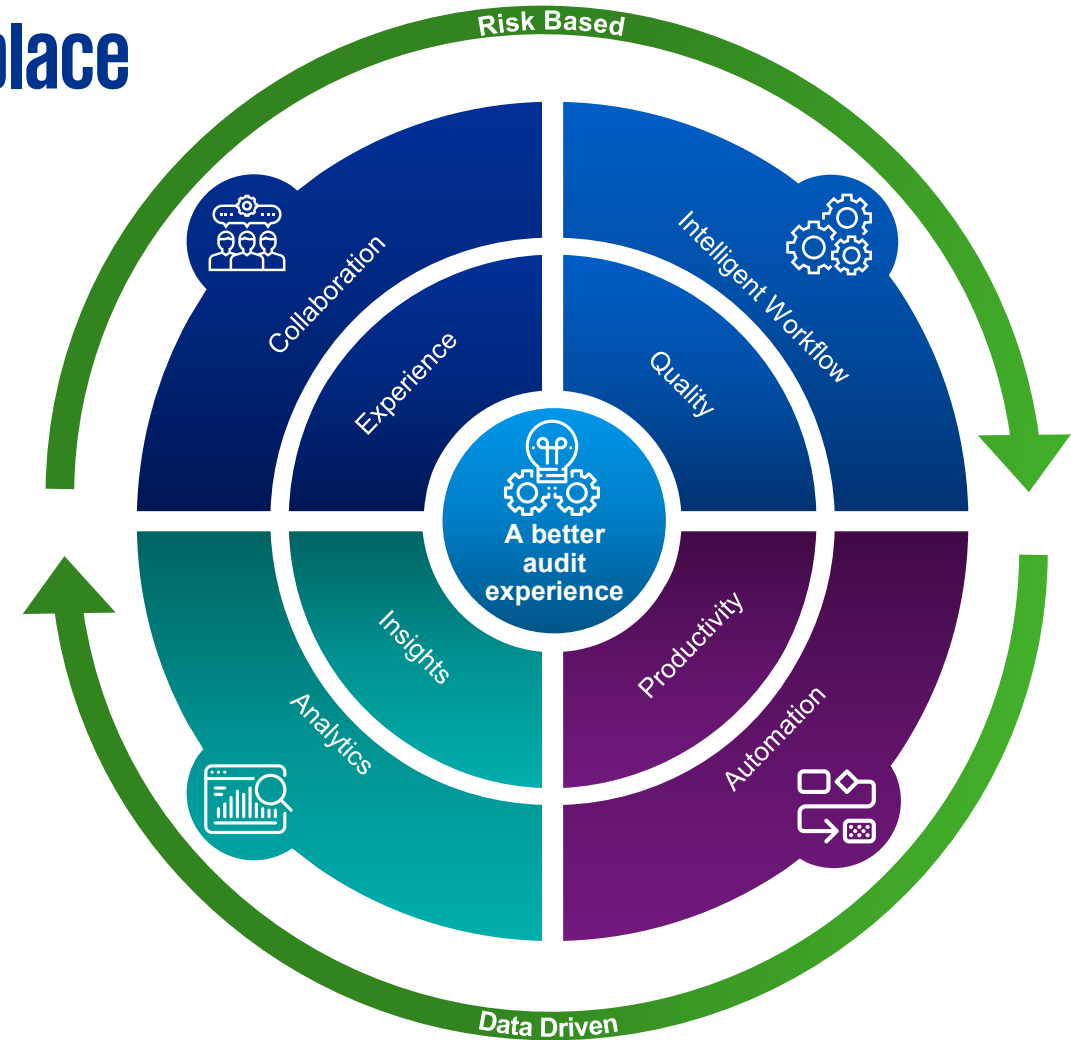 place
Risk Based
Collaboration
Intelligent Workflow
Experience
Quality
A better
audit
experience
Insights
Productivity
Analytics
Automation
Data Driven